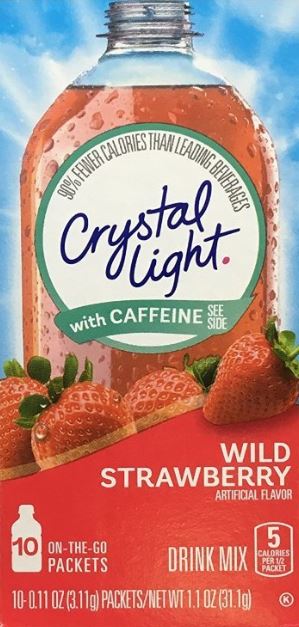 90% FEWER CALORIES THAN LEADING BEVERAGES
Crystal
Light.
with CAFFEINE SEE
SIDE
WILD
STRAWBERRY
ARTIFICIAL FLAVOR
10 ON-THE-GO
PACKETS
DRINK MIX
5
CALORIES
PER 1/2
PACKET
10-0.11 OZ (3.11g) PACKETS/NET WT 1.1 OZ (31.1g)
K